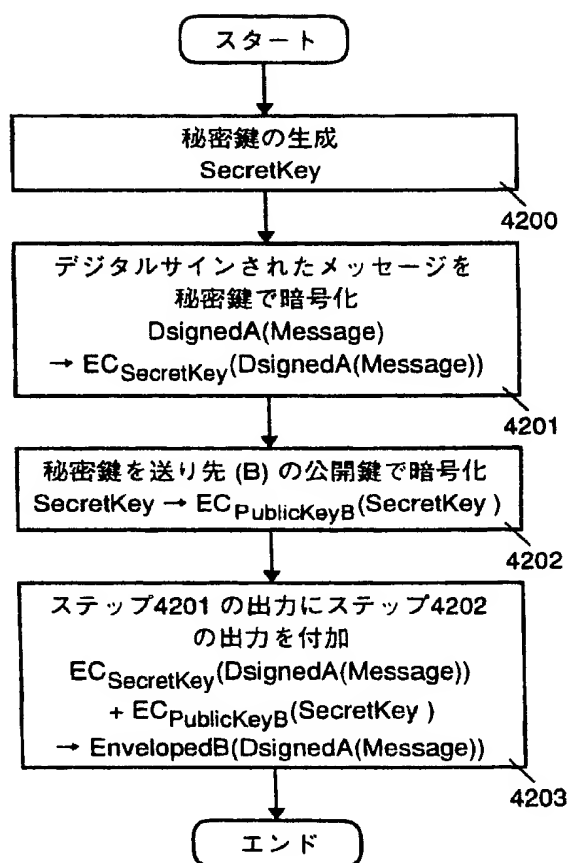 スタート
秘密鍵の生成
SecretKey
4200
デジタルサインされたメッセージを
秘密鍵で暗号化
DsignedA(Message)
→ ECSecretKey(DsignedA(Message))
4201
秘密鍵を送り先 (B) の公開鍵で暗号化
SecretKey → ECPublicKeyB(SecretKey )
4202
ステップ4201 の出力にステップ4202
の出力を付加
ECSecretKey(DsignedA(Message))
+ ECPublicKeyB(SecretKey )
→ EnvelopedB(DsignedA(Message))
4203
エンド